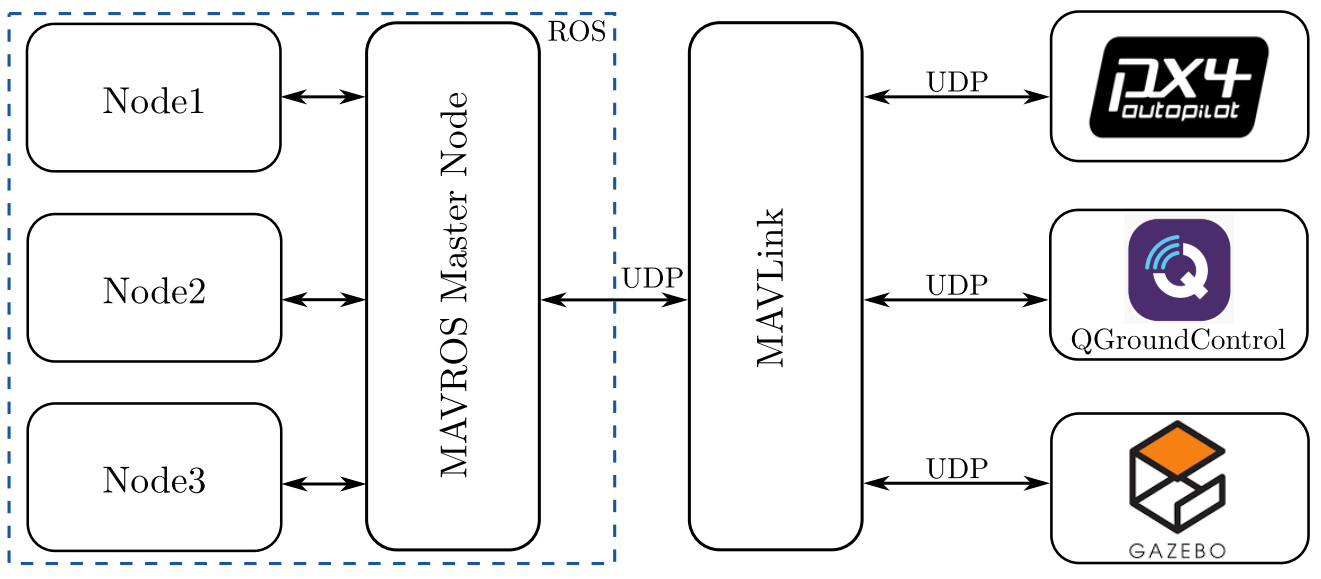 ROS
Node1
Node2
Node3
MAVROS Master Node
UDP
MAVLink
UDP
UDP
UDP
px4
autopilot
QGroundControl
GAZEBO